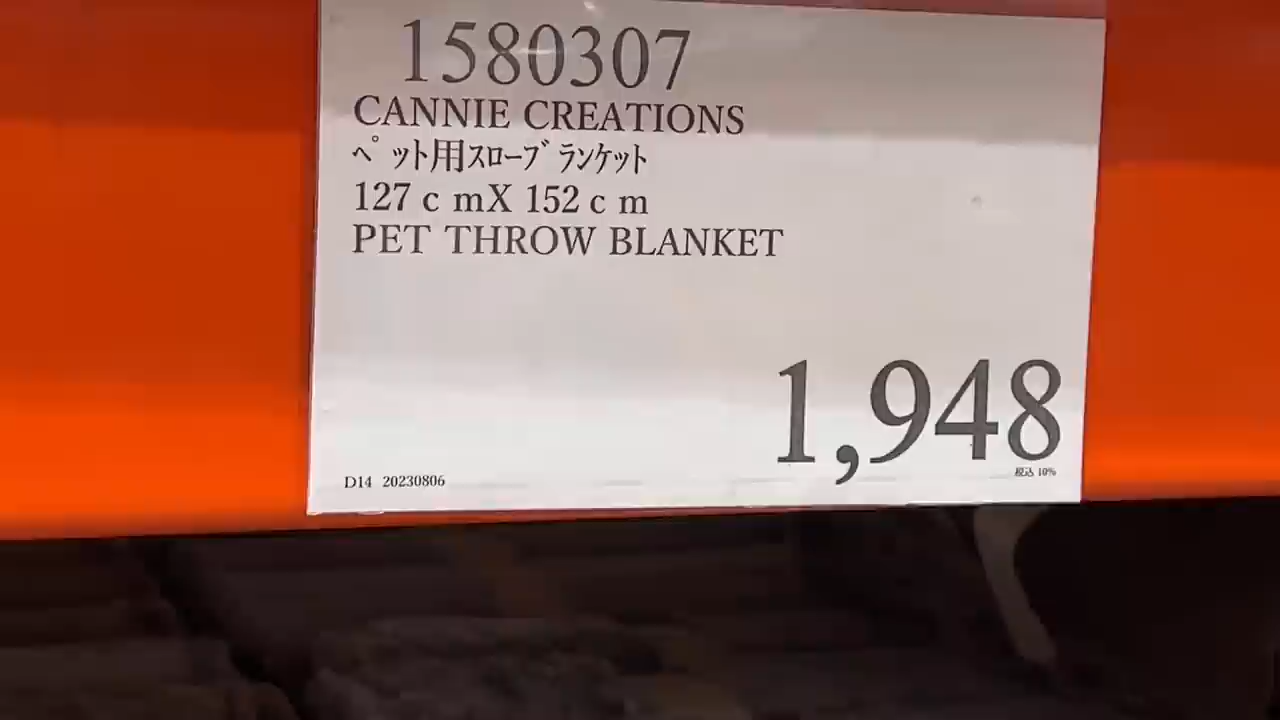 1580307
CANNIE CREATIONS
ペット用スローブランケット
127ｃｍX 152ｃｍ
PET THROW BLANKET
1,948
税込 10%
D14 20230806